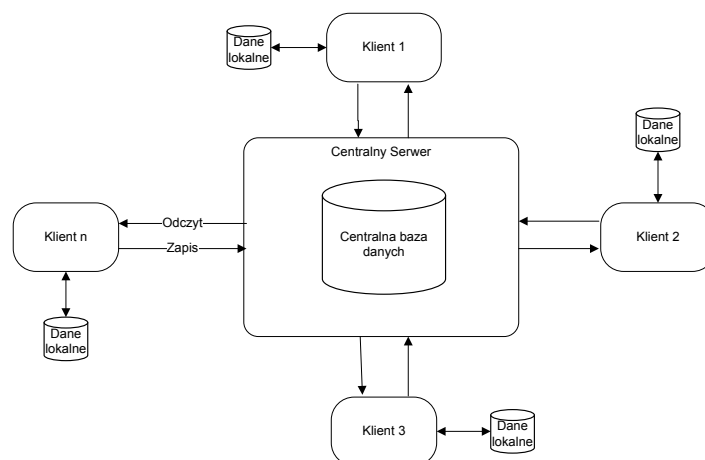 Dane
lokalne
Klient 1
Centralny Serwer
Dane
lokalne
Klient n
Odczyt
Zapis
Centralna baza
danych
Klient 2
Dane
lokalne
Klient 3
Dane
lokalne